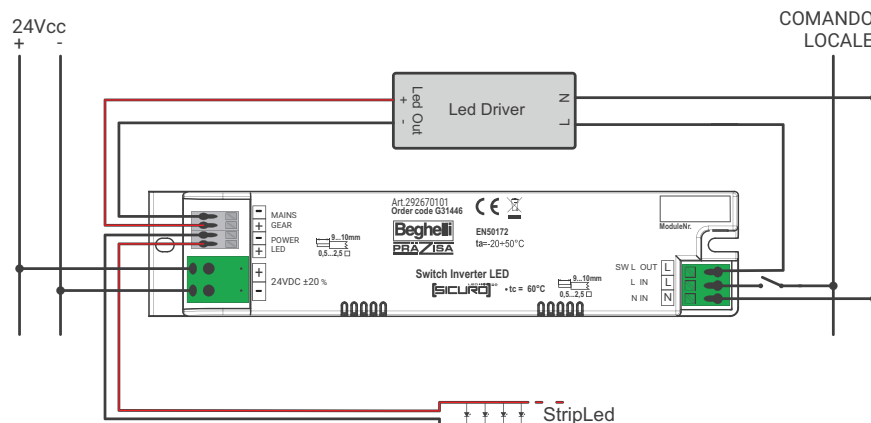 24Vcc
+ -
COMANDO
LOCALE
Led Out
+
-
Led Driver
N
L
Art.292670101
Order code G31446
CE
Beghelli
PRÄZISA
EN50172
ta=-20÷50°C
ModuleNr.
- MAINS
+ GEAR
- POWER
+ LED
9...10mm
0,5...2,5
+
24VDC ±20 %
-
Switch Inverter LED
SICURO
• tc = 60°C
9...10mm
0,5...2,5
SW L OUT L
L IN L
N IN N
StripLed